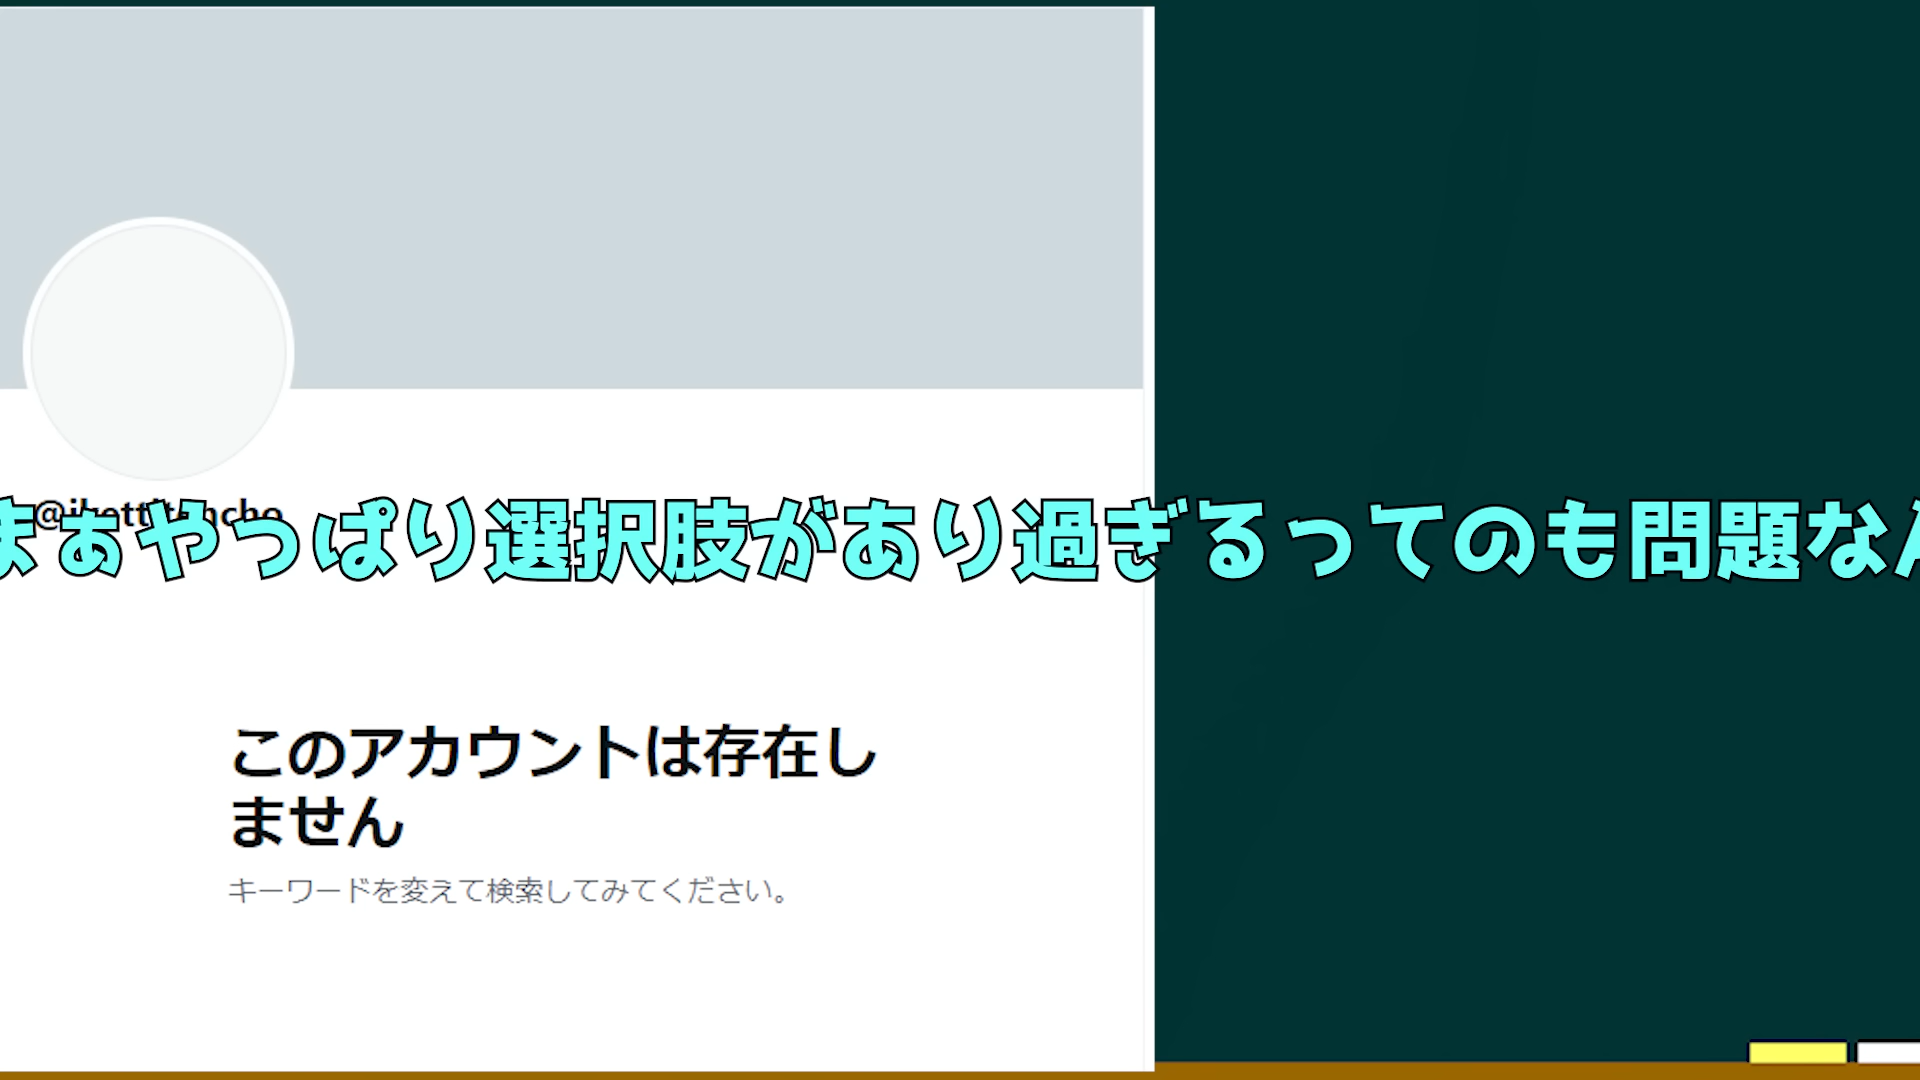 まぁやっぱり選択肢があり過ぎるってのも問題なん
このアカウントは存在し
ません
キーワードを変えて検索してみてください。